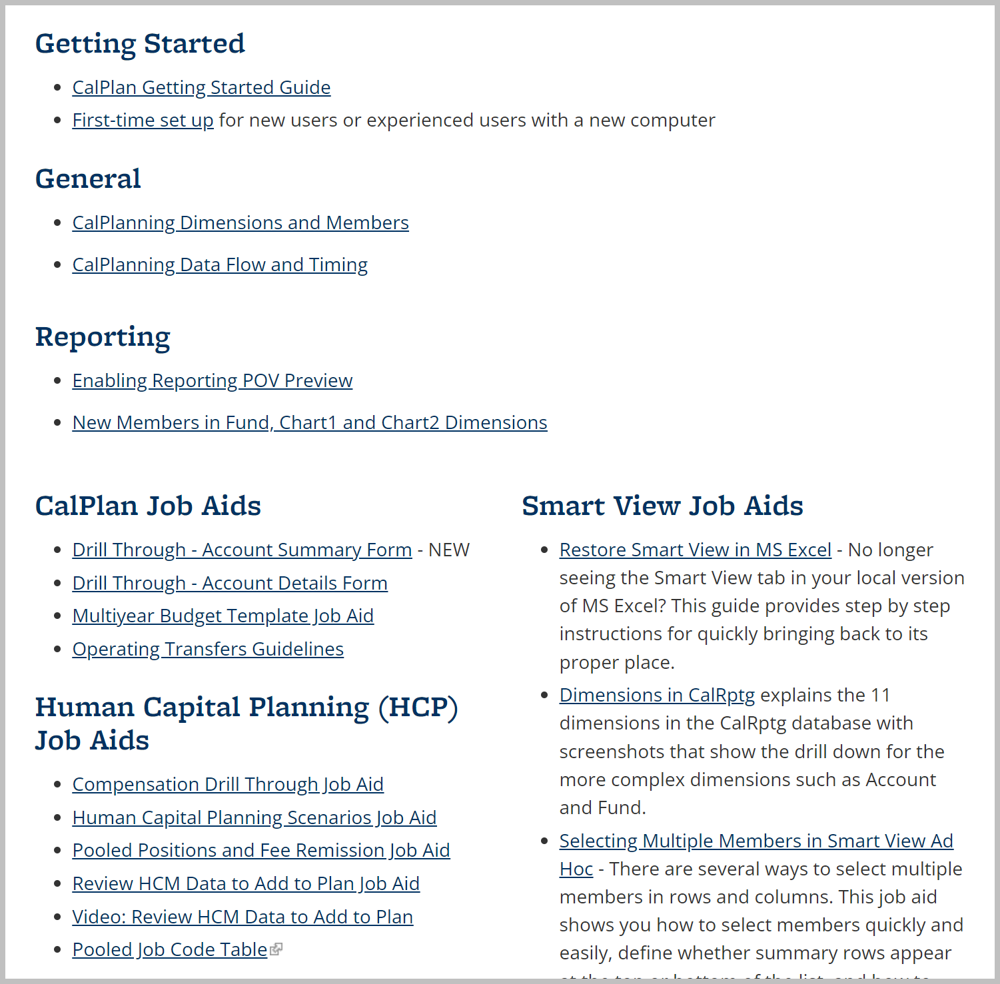 Getting Started
CalPlan Getting Started Guide
First-time set up for new users or experienced users with a new computer
General
CalPlanning Dimensions and Members
CalPlanning Data Flow and Timing
Reporting
Enabling Reporting POV Preview
New Members in Fund, Chart1 and Chart2 Dimensions
CalPlan Job Aids
Drill Through - Account Summary Form - NEW
Drill Through - Account Details Form
Multiyear Budget Template Job Aid
Operating Transfers Guidelines
Human Capital Planning (HCP)
Job Aids
Compensation Drill Through Job Aid
Human Capital Planning Scenarios Job Aid
Pooled Positions and Fee Remission Job Aid
Review HCM Data to Add to Plan Job Aid
Video: Review HCM Data to Add to Plan
Pooled Job Code Table
Smart View Job Aids
Restore Smart View in MS Excel - No longer
seeing the Smart View tab in your local version
of MS Excel? This guide provides step by step
instructions for quickly bringing back to its
proper place.
Dimensions in CalRptg explains the 11
dimensions in the CalRptg database with
screenshots that show the drill down for the
more complex dimensions such as Account
and Fund.
Selecting Multiple Members in Smart View Ad
Hoc - There are several ways to select multiple
members in rows and columns. This job aid
shows you how to select members quickly and
easily, define whether summary rows appear
at the top or bottom of the list, and how to